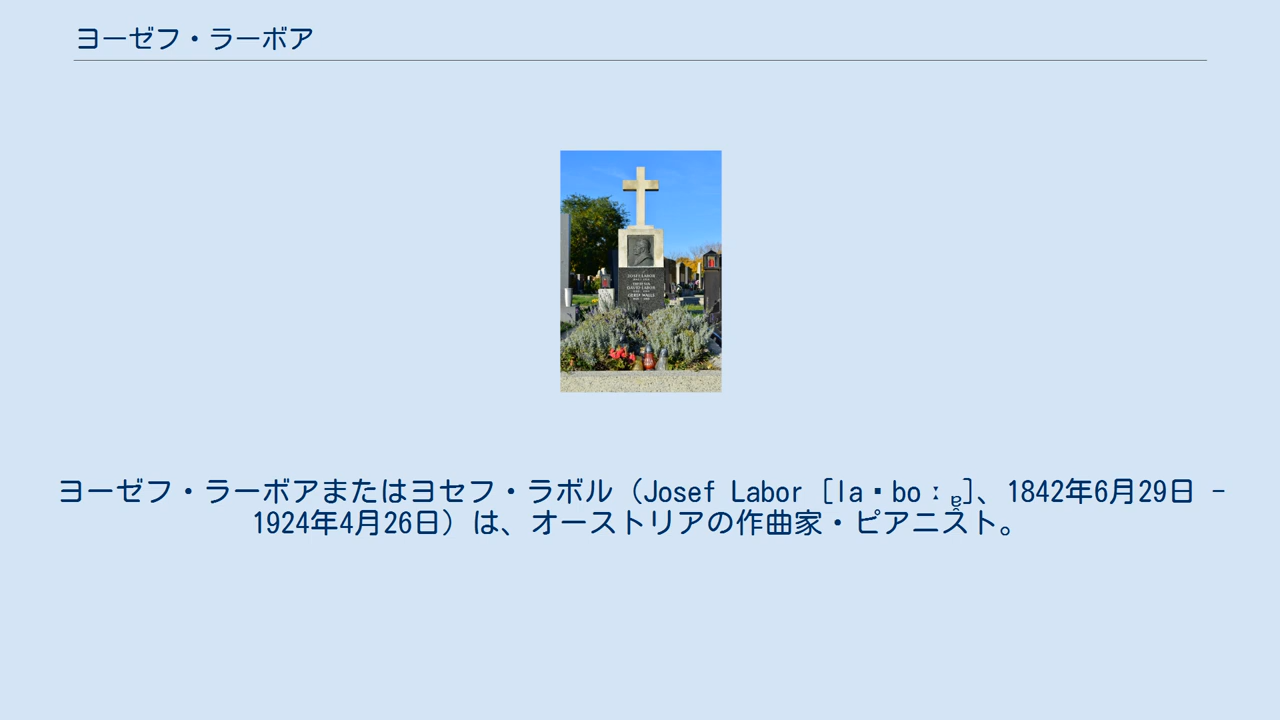 ヨーゼフ・ラーボア
JOSEF LABOR
ヨーゼフ・ラーボアまたはヨセフ・ラボル（Josef Labor [laˈboːɐ̯]、1842年6月29日 -
1924年4月26日）は、オーストリアの作曲家・ピアニスト。